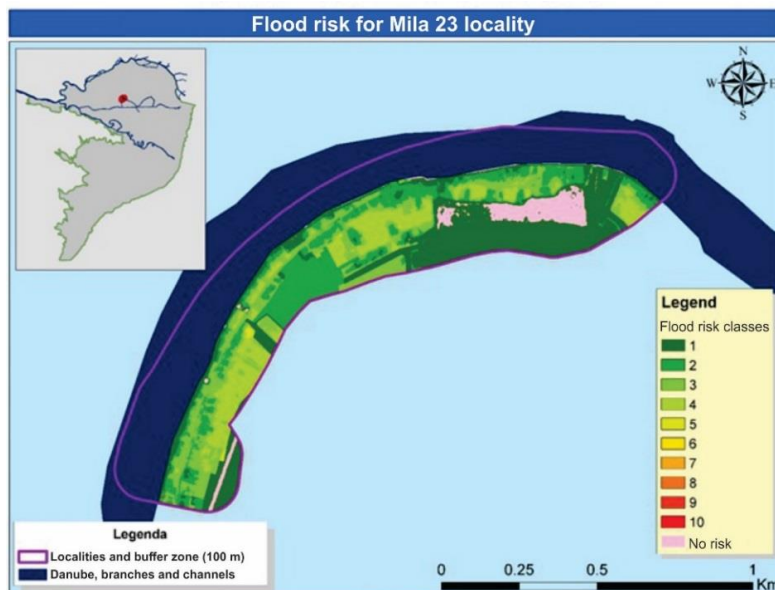 Flood risk for Mila 23 locality
N
W E
S
Legend
Flood risk classes
1
2
3
4
5
6
7
8
9
10
No risk
Legenda
Localities and buffer zone (100 m)
Danube, branches and channels
0 0.25 0.5 1
Km